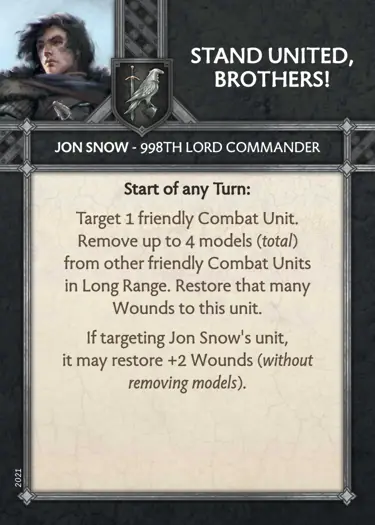 STAND UNITED,
BROTHERS!
JON SNOW - 998TH LORD COMMANDER
Start of any Turn:
Target 1 friendly Combat Unit.
Remove up to 4 models (total)
from other friendly Combat Units
in Long Range. Restore that many
Wounds to this unit.
If targeting Jon Snow's unit,
it may restore +2 Wounds (without
removing models).
2021